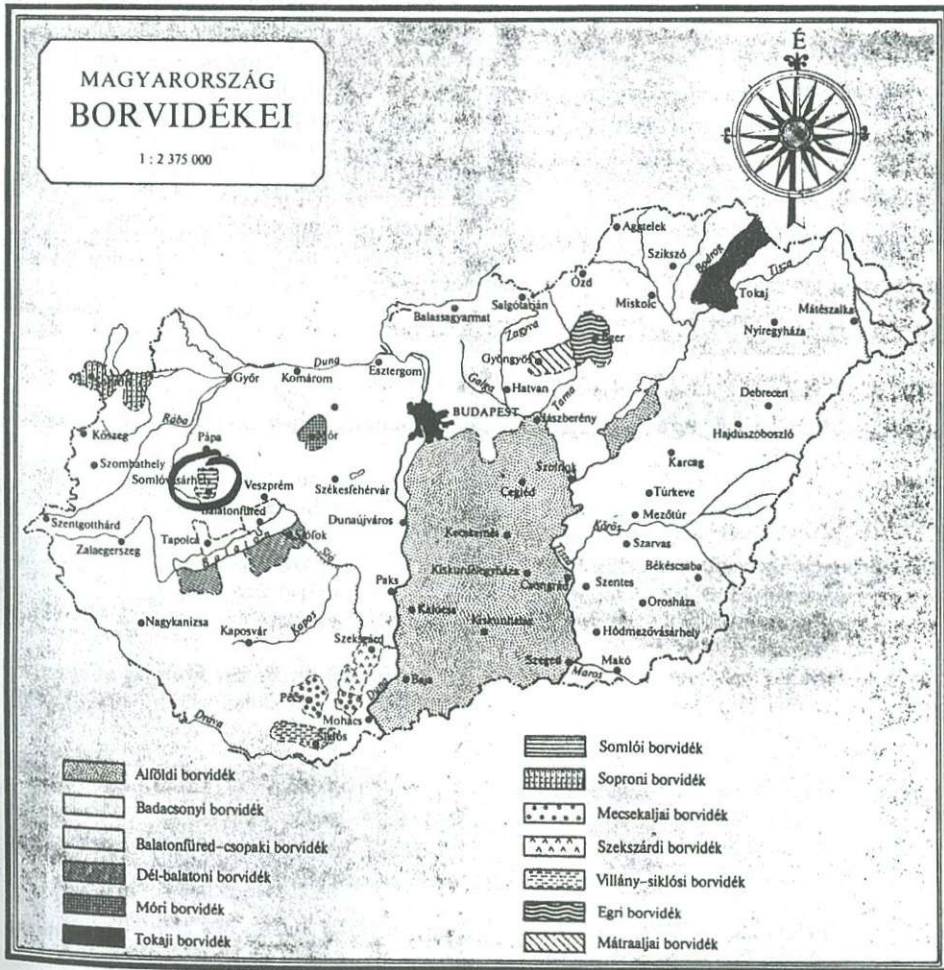 MAGYARORSZÁG
BORVIDÉKEI
1 : 2 375 000
É
Aggtelek
Szikszó
Bodrog
Ózd
Tisza
Salgótarján
Miskolc
Tokaj
Balassagyarmat
Mátészalka
Zagyva
Nyíregyháza
Eger
Duna
Esztergom
Gyöngyös
Győr
Komárom
Galga
Hatvan
Tarna
Debrecen
BUDAPEST
Jászberény
Rába
Hajdúszoboszló
Kőszeg
Mór
Pápa
Karcag
Szombathely
Szolnok
Somlóvásárhely
Veszprém
Székesfehérvár
Cegléd
Túrkeve
Balatonfüred
Mezőtúr
Szentgotthárd
Dunaújváros
Körös
Zalaegerszeg
Tapolca
Siófok
Kecskemét
Szarvas
Sió
Tisza
Békéscsaba
Kiskunfélegyháza
Csongrád
Szentes
Paks
Kalocsa
Orosháza
Nagykanizsa
Kapos
Kiskunhalas
Kaposvár
Szekszárd
Hódmezővásárhely
Szeged
Makó
Maros
Baja
Pécs
Duna
Mohács
Dráva
Siklós
Alföldi borvidék
Badacsonyi borvidék
Balatonfüred–csopaki borvidék
Dél-balatoni borvidék
Móri borvidék
Tokaji borvidék
Somlói borvidék
Soproni borvidék
Mecsekaljai borvidék
Szekszárdi borvidék
Villány–siklósi borvidék
Egri borvidék
Mátraaljai borvidék